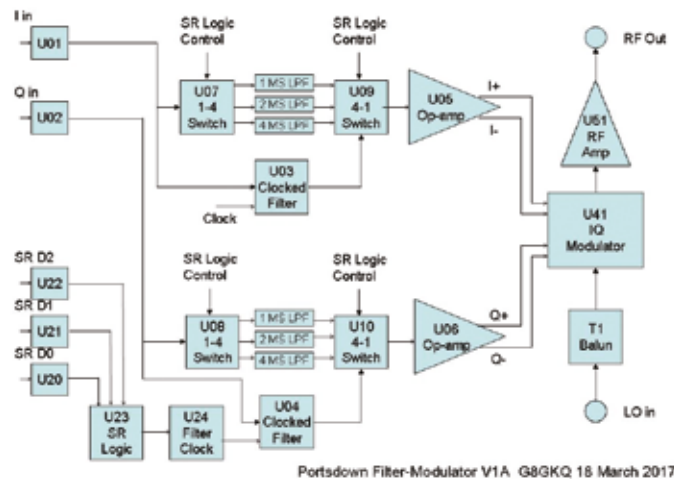 I in
U01
Q in
U02
SR Logic
Control
SR Logic
Control
U07
1-4
Switch
1 MS LPF
2 MS LPF
4 MS LPF
U09
4-1
Switch
U05
Op-amp
I+
I-
RF Out
U51
RF
Amp
U03
Clocked
Filter
Clock
U41
IQ
Modulator
SR D2
U22
SR D1
U21
SR D0
U20
SR Logic
Control
SR Logic
Control
U08
1-4
Switch
1 MS LPF
2 MS LPF
4 MS LPF
U10
4-1
Switch
U06
Op-amp
Q+
Q-
T1
Balun
U23
SR
Logic
U24
Filter
Clock
U04
Clocked
Filter
LO in
Portsdown Filter-Modulator V1A G8GKQ 18 March 2017